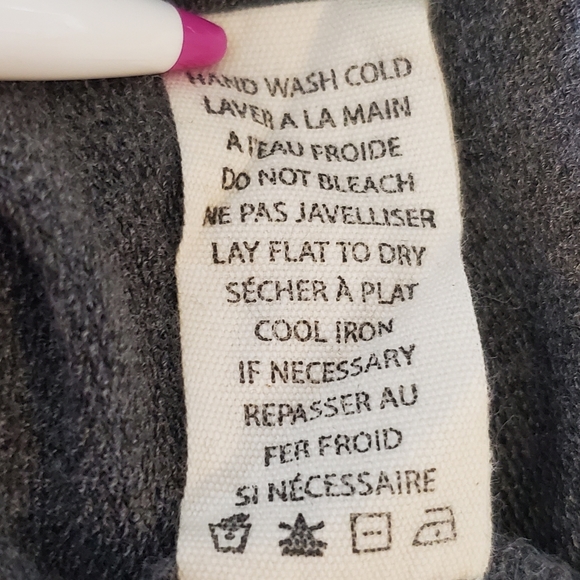 HAND WASH COLD
LAVER A LA MAIN
A l'EAU FROIDE
DO NOT BLEACH
NE PAS JAVELLISER
LAY FLAT TO DRY
SÉCHER À PLAT
COOL IRON
IF NECESSARY
REPASSER AU
FER FROID
SI NÉCESSAIRE